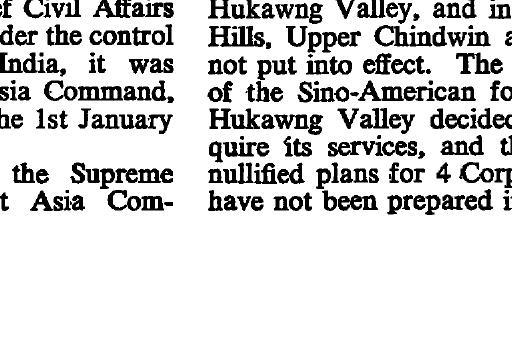 f Civil Affairs
der the control
India, it was
sia Command,
he 1st January
the Supreme
t Asia Com-
Hukawng Valley, and in
Hills, Upper Chindwin a
not put into effect. The
of the Sino-American fo
Hukawng Valley decided
quire its services, and t
nullified plans for 4 Corp
have not been prepared i